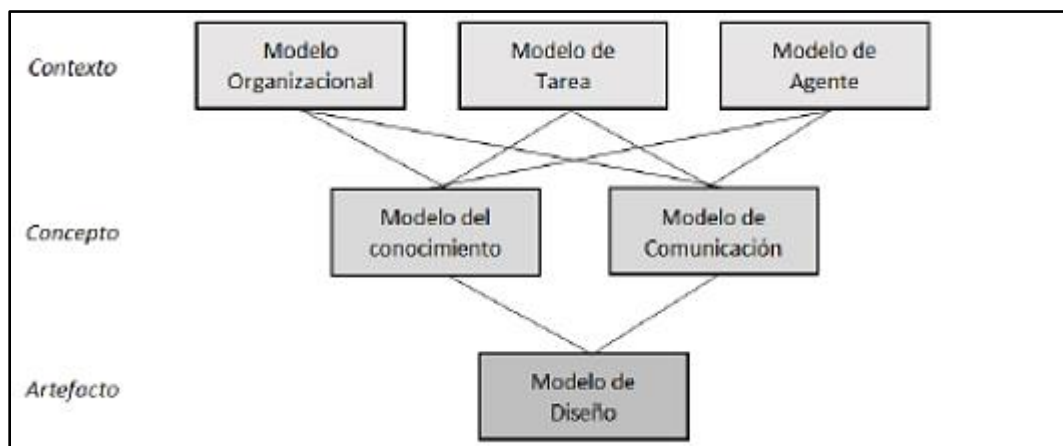 Contexto
Modelo
Organizacional
Modelo de
Tarea
Modelo de
Agente
Concepto
Modelo del
conocimiento
Modelo de
Comunicación
Artefacto
Modelo de
Diseño